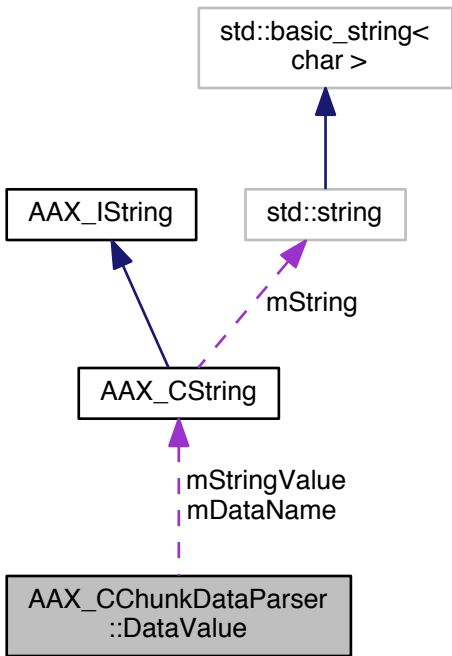 std::basic_string<
char >
AAX_IString
std::string
mString
AAX_CString
mStringValue
mDataName
AAX_CChunkDataParser
::DataValue